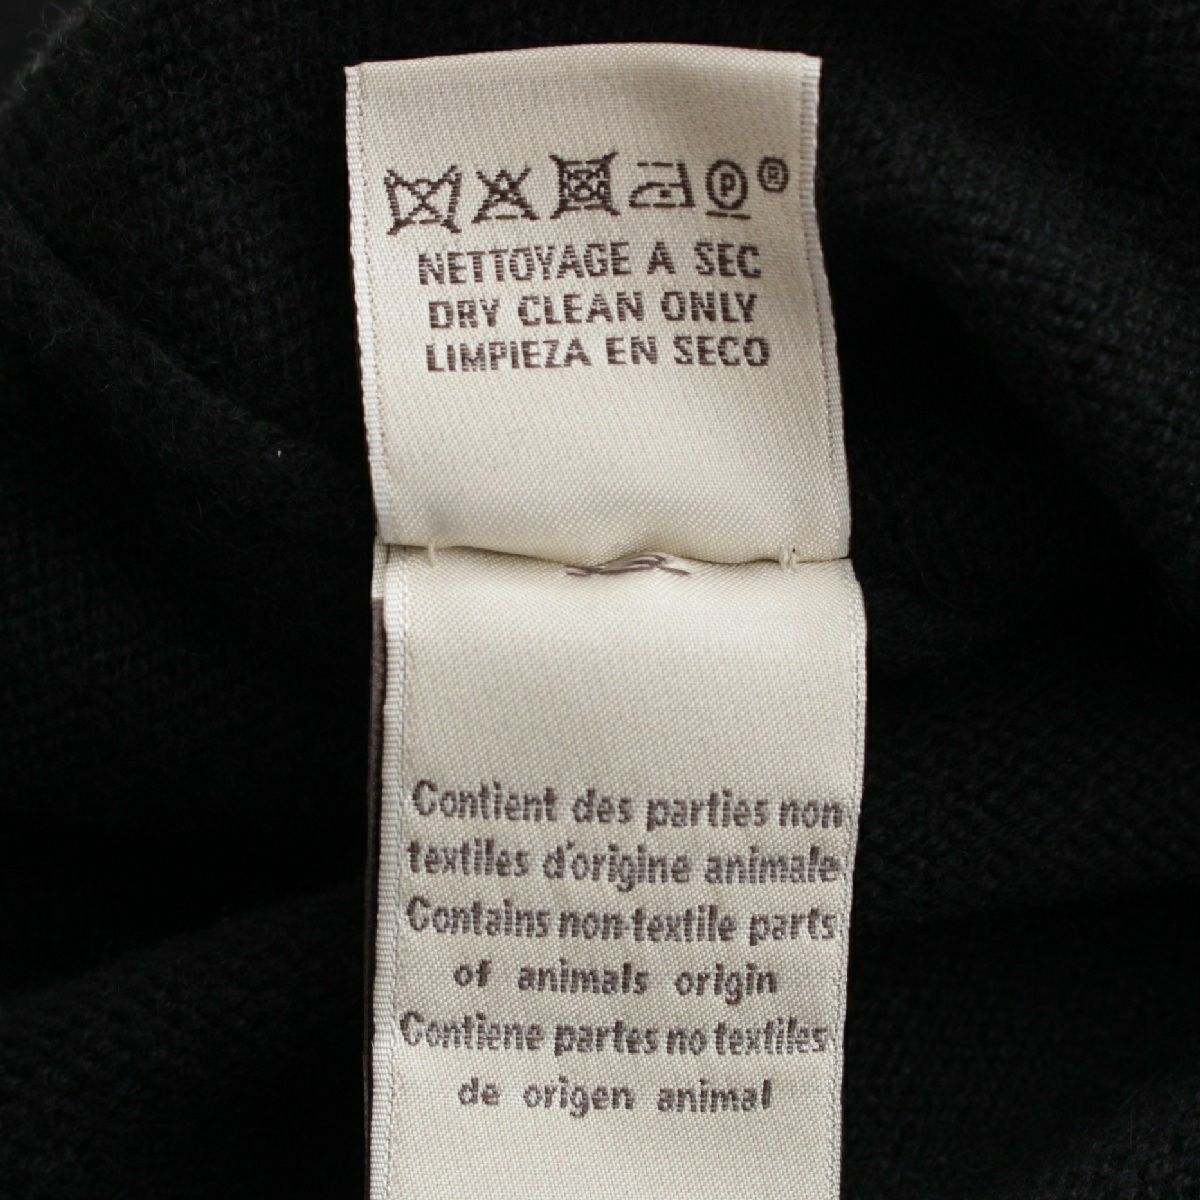 P ®
NETTOYAGE A SEC
DRY CLEAN ONLY
LIMPIEZA EN SECO
Contient des parties non
textiles d'origine animale
Contains non-textile parts
of animals origin
Contiene partes no textiles
de origen animal